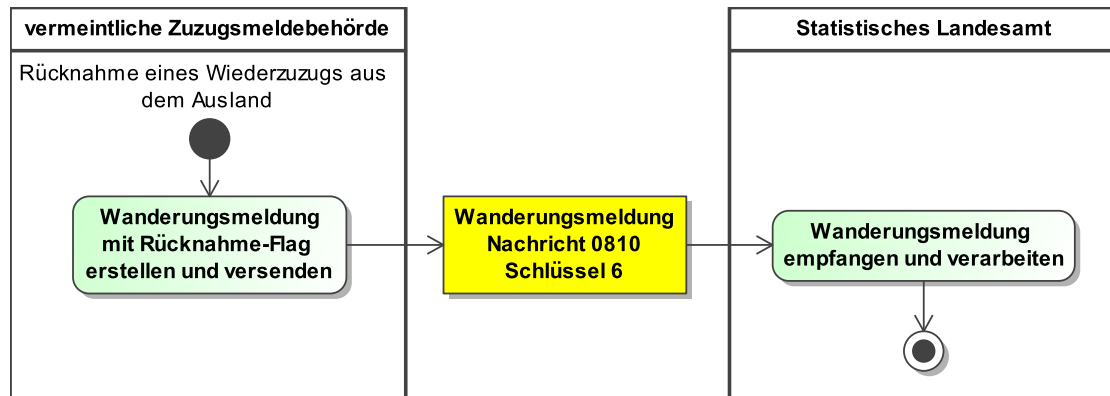 vermeintliche Zuzugsmeldebehörde
Rücknahme eines Wiederzuzugs aus
dem Ausland
Wanderungsmeldung
mit Rücknahme-Flag
erstellen und versenden
Wanderungsmeldung
Nachricht 0810
Schlüssel 6
Statistisches Landesamt
Wanderungsmeldung
empfangen und verarbeiten